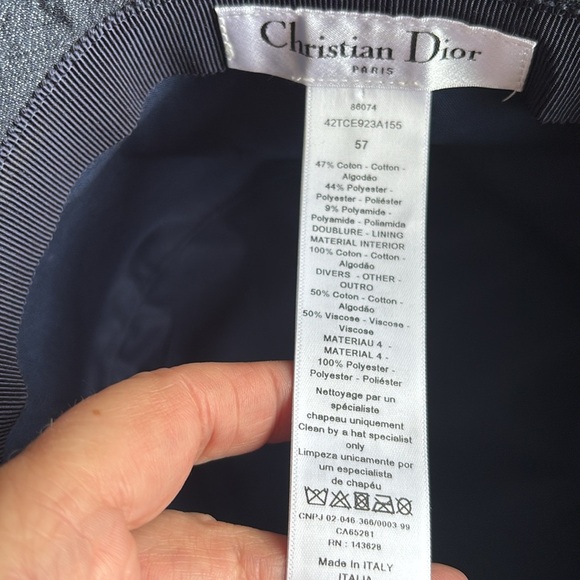 Christian Dior
PARIS
86074
42TCE923A155
57
47% Coton - Cotton -
Algodão
44% Polyester -
Polyester - Poliéster
9% Polyamide -
Polyamide - Poliamida
DOUBLURE - LINING
MATERIAL INTERIOR
100% Coton - Cotton -
Algodão
DIVERS - OTHER -
OUTRO
50% Coton - Cotton -
Algodão
50% Viscose - Viscose -
Viscose
MATERIAU 4 -
MATERIAL 4 -
100% Polyester -
Polyester - Poliéster
Nettoyage par un
spécialiste
chapeau uniquement
Clean by a hat specialist
only
Limpeza unicamente por
um especialista
de chapéu
CNPJ 02-046-366/0003-99
CA65281
RN : 143628
Made In ITALY
ITALIA